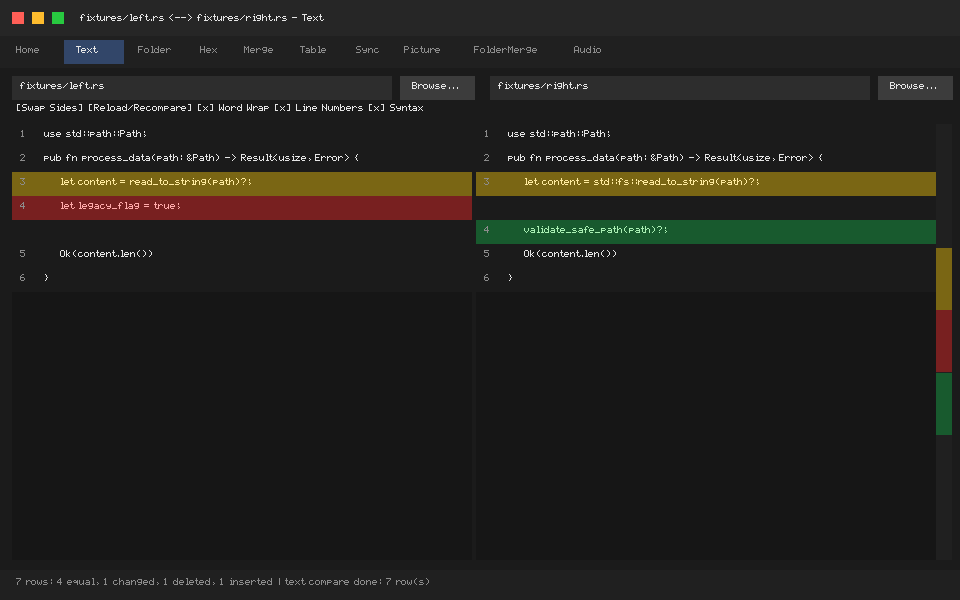 fixtures/left.rs <--> fixtures/right.rs - Text
Home Text Folder Hex Merge Table Sync Picture FolderMerge Audio
fixtures/left.rs Browse... fixtures/right.rs Browse...
[Swap Sides] [Reload/Recompare] [x] Word Wrap [x] Line Numbers [x] Syntax
1 use std::path::Path;
2 pub fn process_data(path: &Path) -> Result<usize, Error> {
3 let content = read_to_string(path)?;
4 let legacy_flag = true;
5 Ok(content.len())
6 }
1 use std::path::Path;
2 pub fn process_data(path: &Path) -> Result<usize, Error> {
3 let content = std::fs::read_to_string(path)?;
4 validate_safe_path(path)?;
5 Ok(content.len())
6 }
7 rows: 4 equal, 1 changed, 1 deleted, 1 inserted | text compare done: 7 row(s)